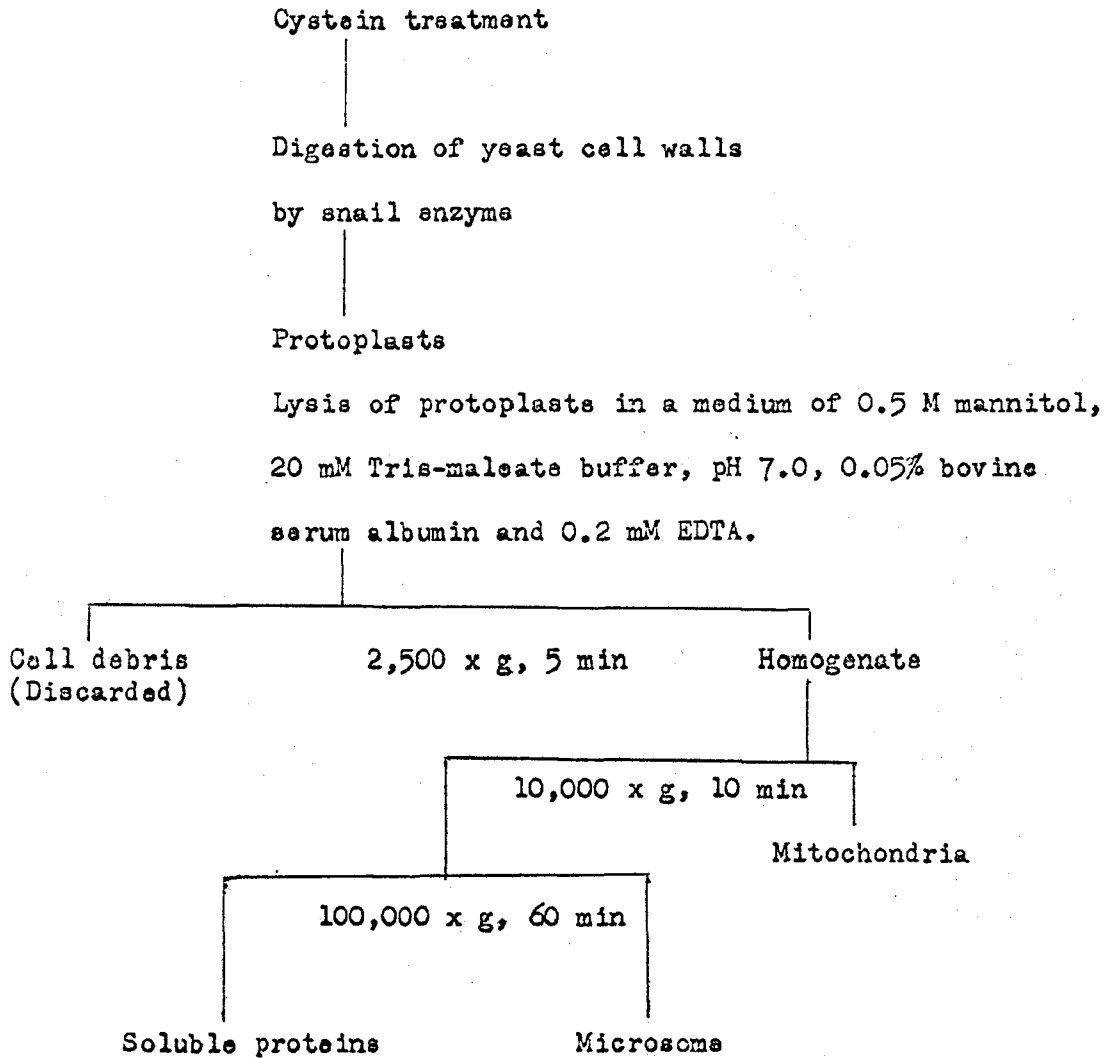 Cystein treatment
Digestion of yeast cell walls
by snail enzyme
Protoplasts
Lysis of protoplasts in a medium of 0.5 M mannitol,
20 mM Tris-maleate buffer, pH 7.0, 0.05% bovine
serum albumin and 0.2 mM EDTA.
Cell debris 2,500 x g, 5 min Homogenate
(Discarded)
10,000 x g, 10 min
Mitochondria
100,000 x g, 60 min
Soluble proteins Microsome